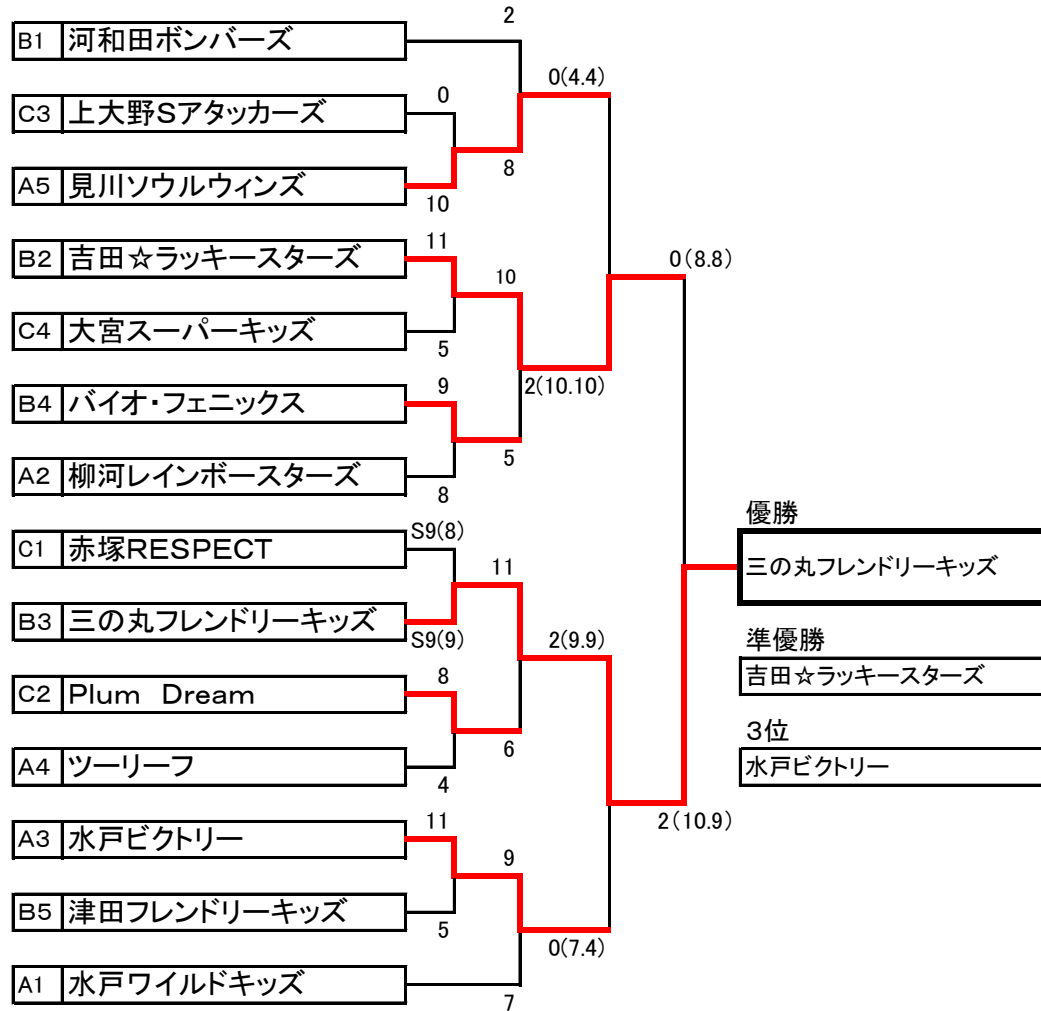 2
B1 河和田ボンバーズ
0(4.4)
0
C3 上大野Sアタッカーズ
8
A5 見川ソウルウィンズ
10
11
B2 吉田☆ラッキースターズ
0(8.8)
10
C4 大宮スーパーキッズ
5
2(10.10)
9
B4 バイオ・フェニックス
5
A2 柳河レインボースターズ
8
優勝
S9(8)
C1 赤塚RESPECT
三の丸フレンドリーキッズ
11
B3 三の丸フレンドリーキッズ
S9(9)
2(9.9)
準優勝
8
吉田☆ラッキースターズ
C2 Plum Dream
3位
6
A4 ツーリーフ
水戸ビクトリー
4
11
2(10.9)
A3 水戸ビクトリー
9
B5 津田フレンドリーキッズ
5
0(7.4)
A1 水戸ワイルドキッズ
7